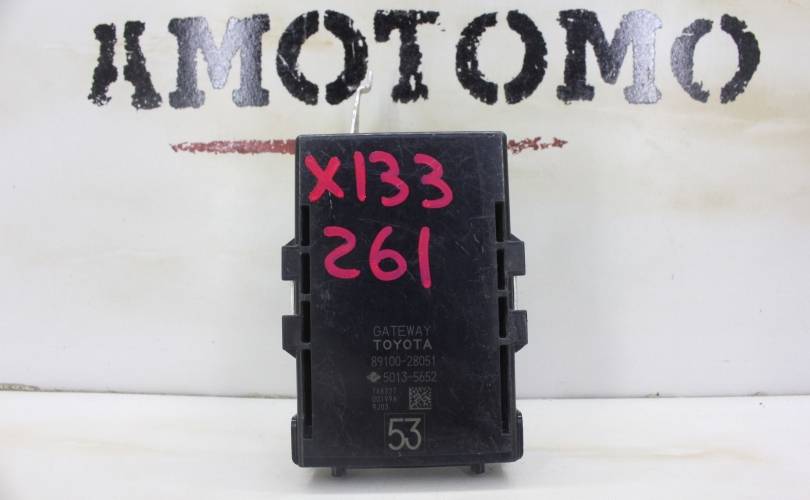 AMOTOMO
X133
261
GATEWAY
TOYOTA
89100-28051
5013-5652
53